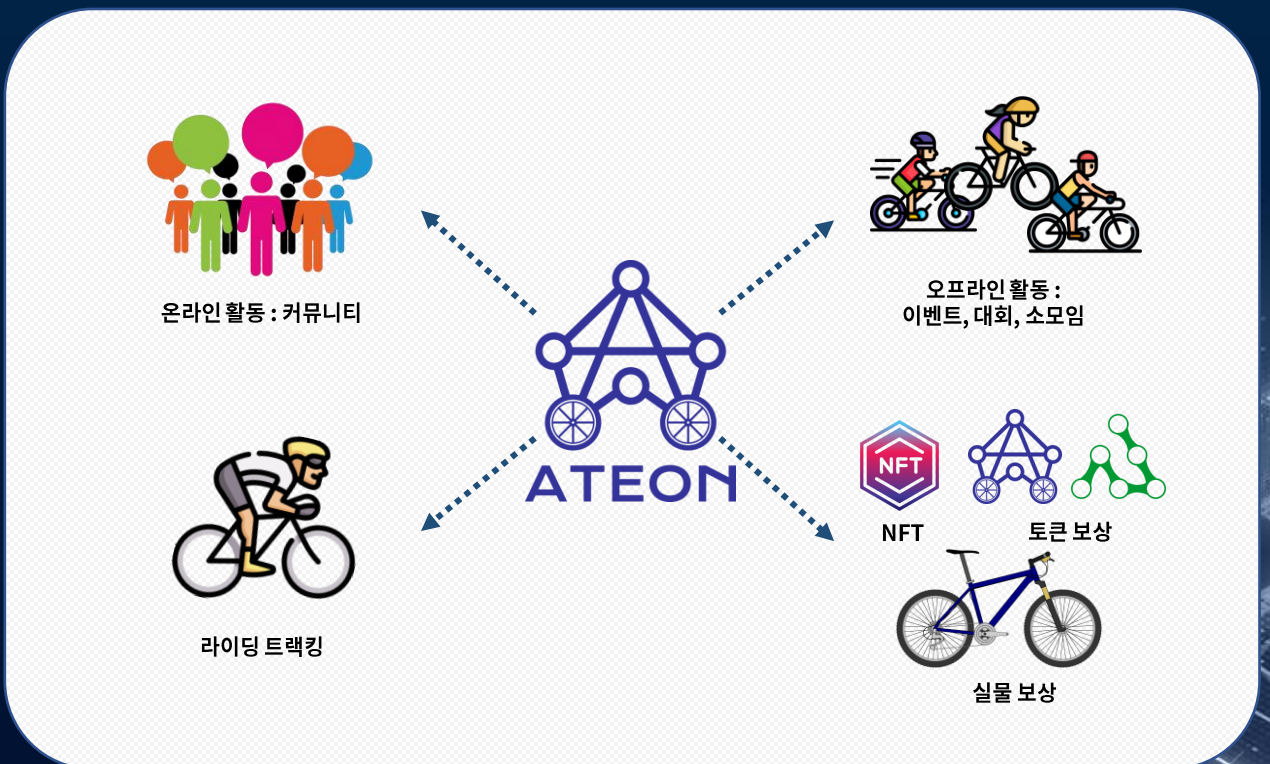 온라인 활동 : 커뮤니티
오프라인 활동 :
이벤트, 대회, 소모임
ATEON
라이딩 트랙킹
NFT
NFT
토큰 보상
실물 보상